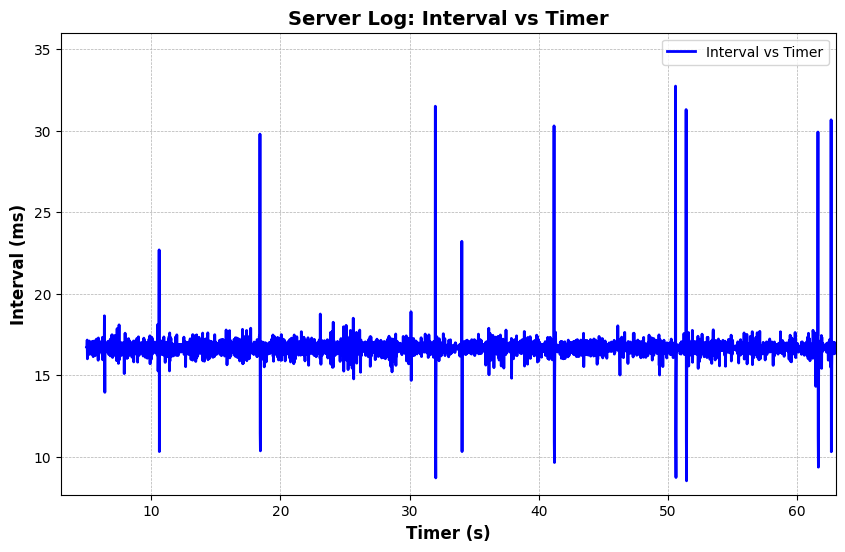 Server Log: Interval vs Timer
Interval vs Timer
35
30
25
20
15
10
Interval (ms)
10 20 30 40 50 60
Timer (s)